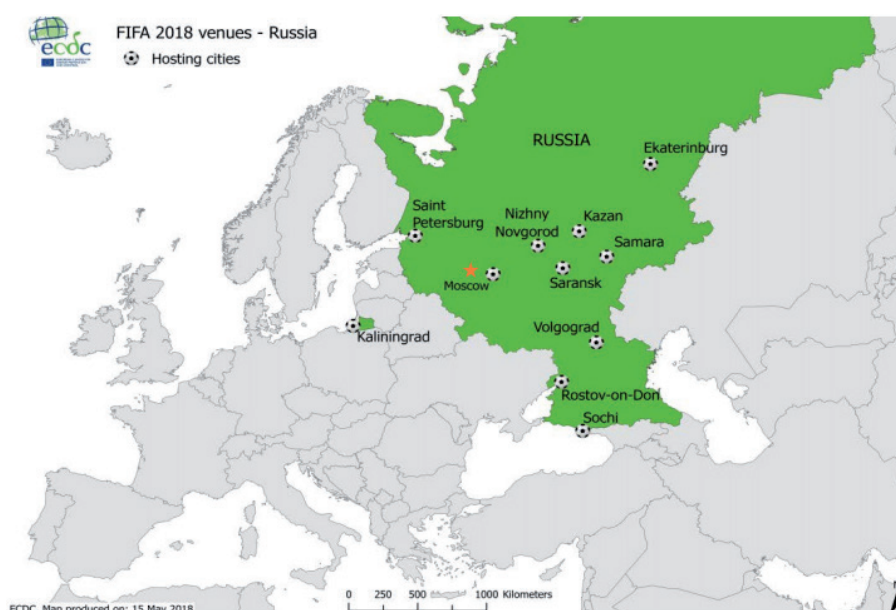 ecdc
FIFA 2018 venues - Russia
Hosting cities
RUSSIA
Ekaterinburg
Saint
Petersburg
Nizhny
Novgorod
Kazan
Samara
Moscow
Saransk
Volgograd
Kaliningrad
Rostov-on-Don
Sochi
0 250 500 1000 Kilometers
ECDC. Map produced on: 15 May 2018